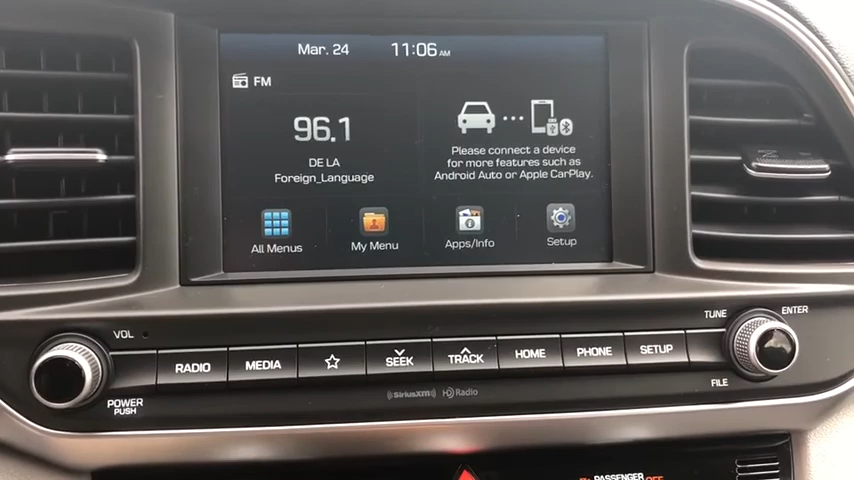 Mar. 24 11:06 AM
FM
96.1
DE LA
Foreign_Language
Please connect a device
for more features such as
Android Auto or Apple CarPlay.
All Menus My Menu Apps/Info Setup
VOL
TUNE ENTER
RADIO MEDIA SEEK TRACK HOME PHONE SETUP
POWER
PUSH
FILE
SiriusXM HD Radio
PASSENGER OFF